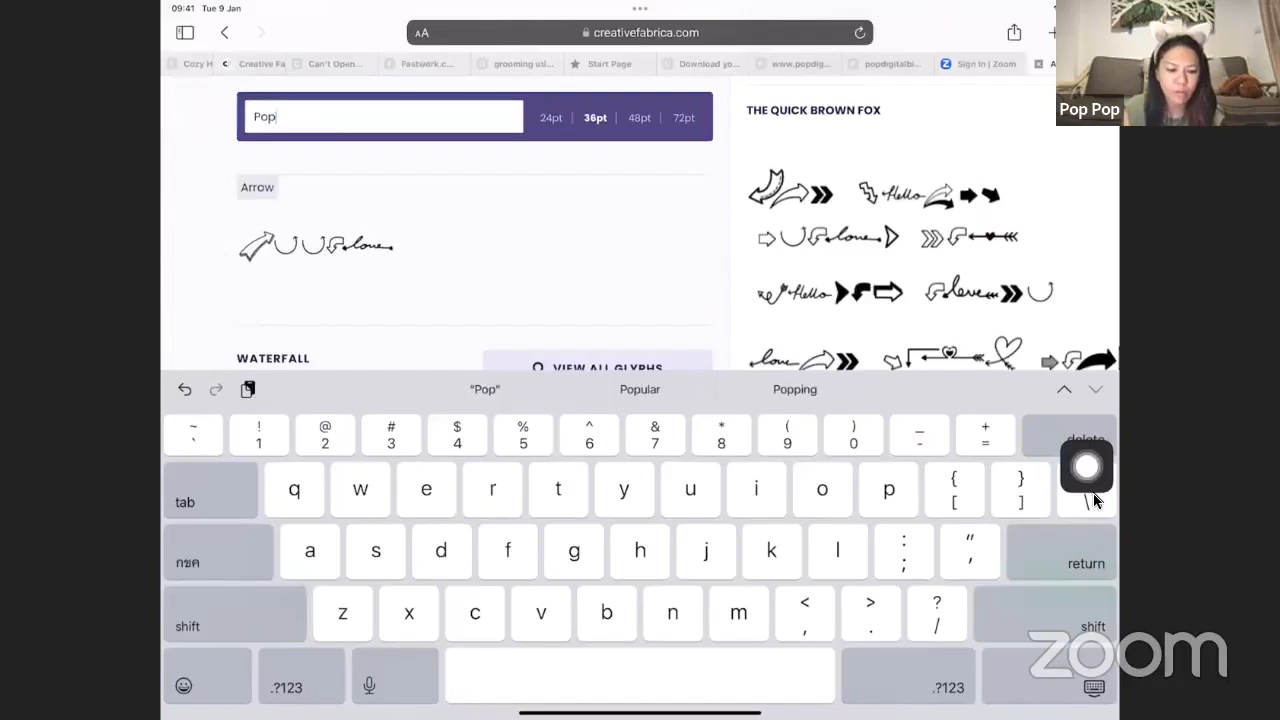 09:41 Tue 9 Jan
AA creativefabrica.com
Cozy H
Creative Fa
Can't Open...
Fastwork.c...
grooming usi...
Start Page
Download yo...
www.popdig...
popdigitalbi...
Sign In | Zoom
Pop Pop
Pop
24pt | 36pt | 48pt | 72pt
Arrow
love
WATERFALL
VIEW ALL GLYPHS
THE QUICK BROWN FOX
Hello
love
Hello love
love
"Pop" Popular Popping
~ ! @ # $ % ^ & * ( ) _ +
` 1 2 3 4 5 6 7 8 9 0 - = delete
tab q w e r t y u i o p { [ } ] \
กขค a s d f g h j k l : ; " ' return
shift z x c v b n m < , > . ? / shift
.?123 .?123
zoom